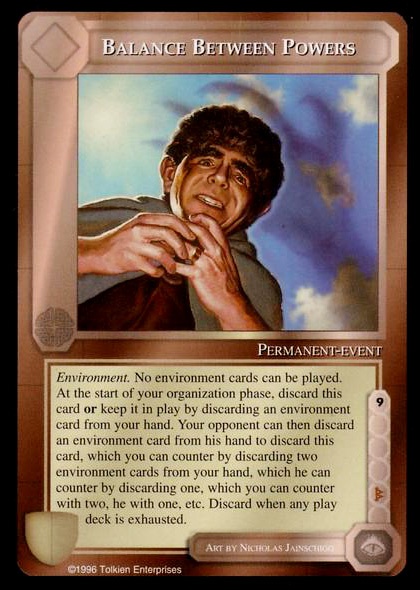 BALANCE BETWEEN POWERS
PERMANENT-EVENT
Environment. No environment cards can be played.
At the start of your organization phase, discard this
card or keep it in play by discarding an environment
card from your hand. Your opponent can then discard
an environment card from his hand to discard this
card, which you can counter by discarding two
environment cards from your hand, which he can
counter by discarding one, which you can counter
with two, he with one, etc. Discard when any play
deck is exhausted.
9
ART BY NICHOLAS JAINSCHIGG
©1996 Tolkien Enterprises